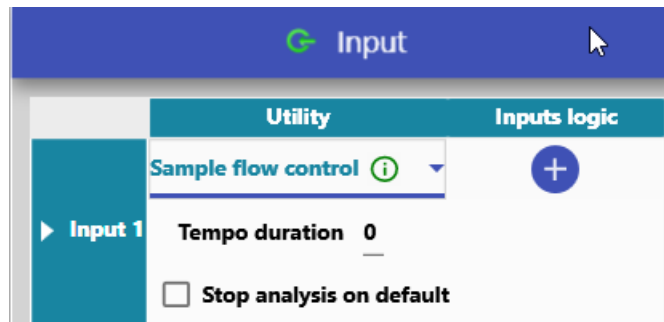 Input
Utility Inputs logic
Sample flow control
Input 1 Tempo duration 0
Stop analysis on default